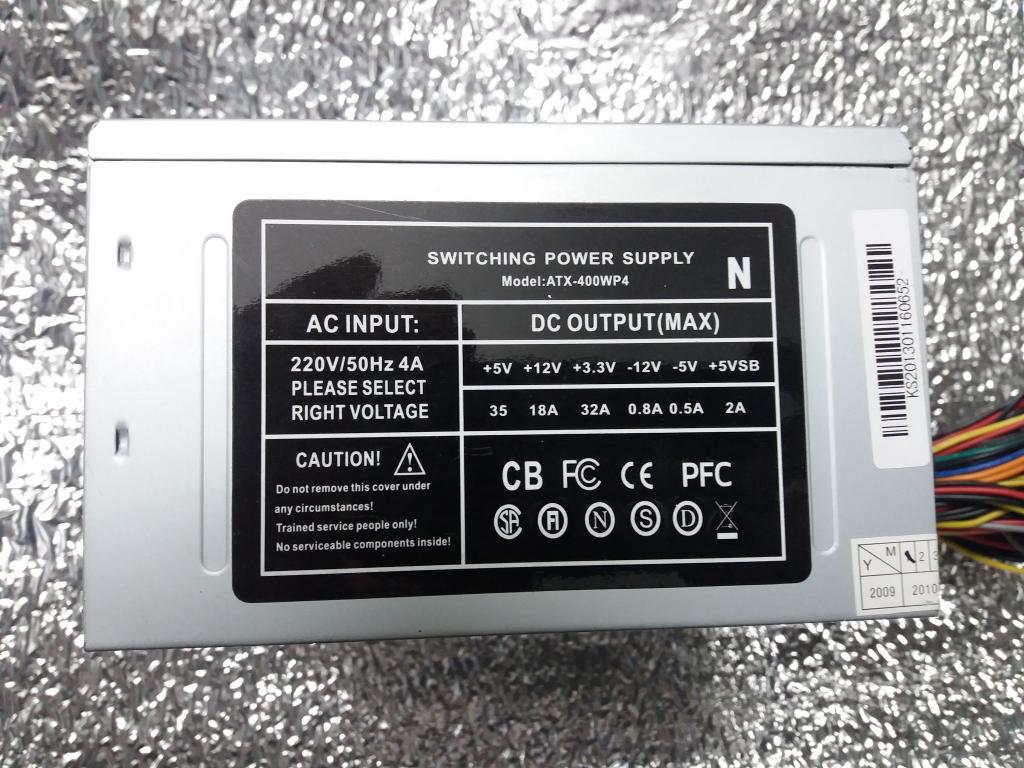 SWITCHING POWER SUPPLY
Model:ATX-400WP4
N
AC INPUT:
DC OUTPUT(MAX)
220V/50Hz 4A
PLEASE SELECT
RIGHT VOLTAGE
+5V +12V +3.3V -12V -5V +5VSB
35 18A 32A 0.8A 0.5A 2A
CAUTION!
Do not remove this cover under
any circumstances!
Trained service people only!
No serviceable components inside!
CB FC CE PFC
N S D
KS201301160652
M
Y
2 3
2009 2010